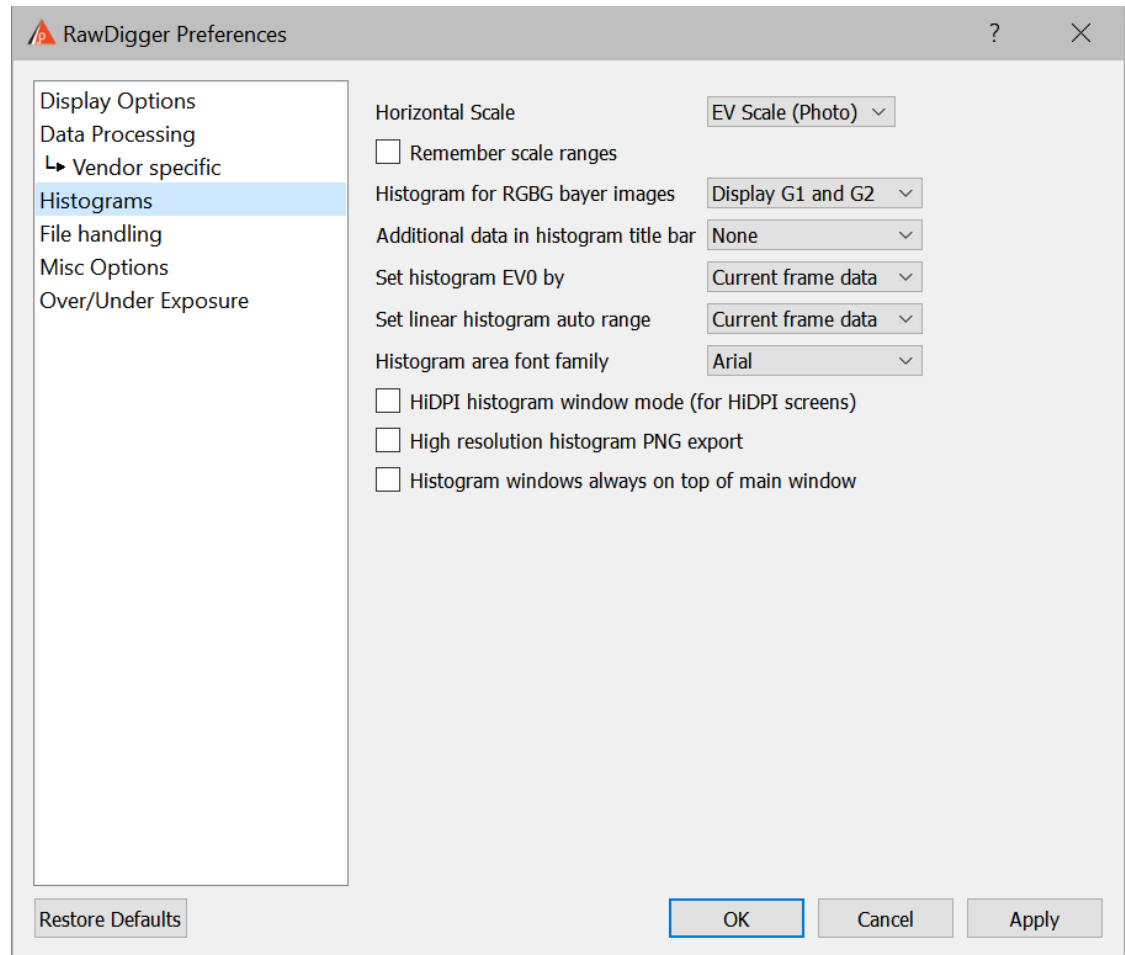 RawDigger Preferences ?
Display Options
Data Processing
Vendor specific
Histograms
File handling
Misc Options
Over/Under Exposure
Horizontal Scale EV Scale (Photo)
Remember scale ranges
Histogram for RGBG bayer images Display G1 and G2
Additional data in histogram title bar None
Set histogram EV0 by Current frame data
Set linear histogram auto range Current frame data
Histogram area font family Arial
HiDPI histogram window mode (for HiDPI screens)
High resolution histogram PNG export
Histogram windows always on top of main window
Restore Defaults OK Cancel Apply